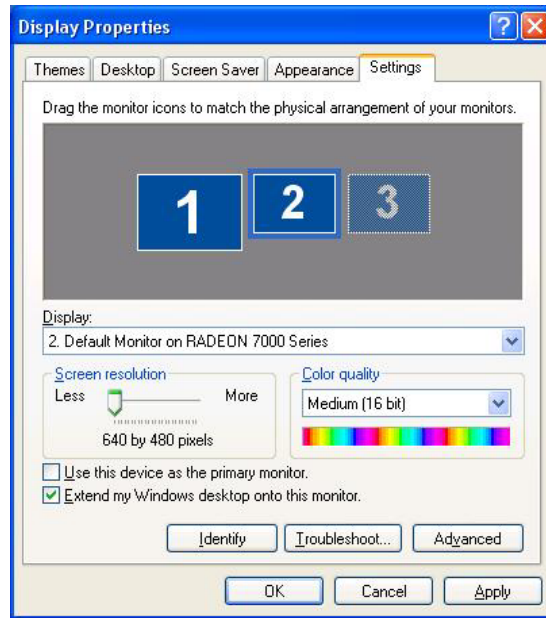 Display Properties
Themes Desktop Screen Saver Appearance Settings
Drag the monitor icons to match the physical arrangement of your monitors.
1 2 3
Display:
2. Default Monitor on RADEON 7000 Series
Screen resolution Color quality
Less More Medium (16 bit)
640 by 480 pixels
Use this device as the primary monitor.
Extend my Windows desktop onto this monitor.
Identify Troubleshoot... Advanced
OK Cancel Apply